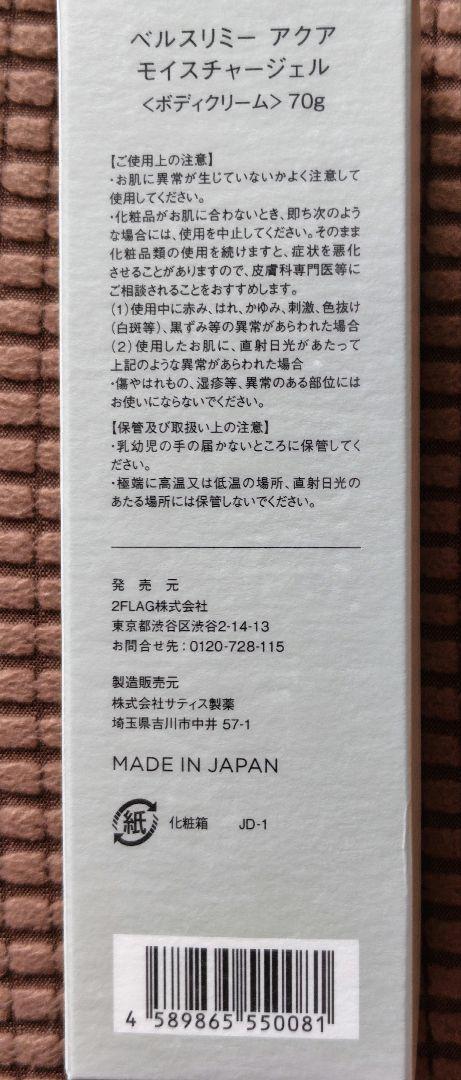 ベルスリミー アクア
モイスチャージェル
＜ボディクリーム＞70g
【ご使用上の注意】
・お肌に異常が生じていないかよく注意して
使用してください。
・化粧品がお肌に合わないとき、即ち次のよう
な場合には、使用を中止してください。そのまま
化粧品類の使用を続けますと、症状を悪化
させることがありますので、皮膚科専門医等に
ご相談されることをおすすめします。
（1）使用中に赤み、はれ、かゆみ、刺激、色抜け
（白斑等）、黒ずみ等の異常があらわれた場合
（2）使用したお肌に、直射日光があたって
上記のような異常があらわれた場合
・傷やはれもの、湿疹等、異常のある部位には
お使いにならないでください。
【保管及び取扱い上の注意】
・乳幼児の手の届かないところに保管してく
ださい。
・極端に高温又は低温の場所、直射日光の
あたる場所には保管しないでください。
発 売 元
2FLAG株式会社
東京都渋谷区渋谷2-14-13
お問合せ先：0120-728-115
製造販売元
株式会社サティス製薬
埼玉県吉川市中井 57-1
MADE IN JAPAN
紙 化粧箱 JD-1
4 589865 550081